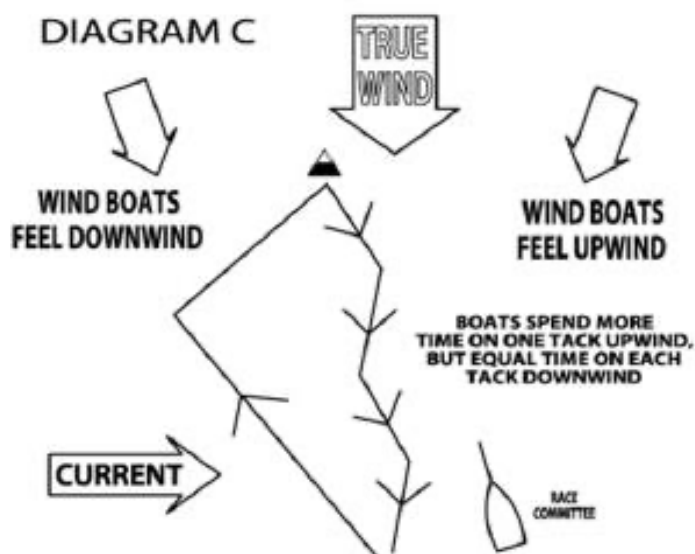 DIAGRAM C
TRUE
WIND
WIND BOATS
FEEL DOWNWIND
WIND BOATS
FEEL UPWIND
BOATS SPEND MORE
TIME ON ONE TACK UPWIND,
BUT EQUAL TIME ON EACH
TACK DOWNWIND
CURRENT
RACE
COMMITTEE